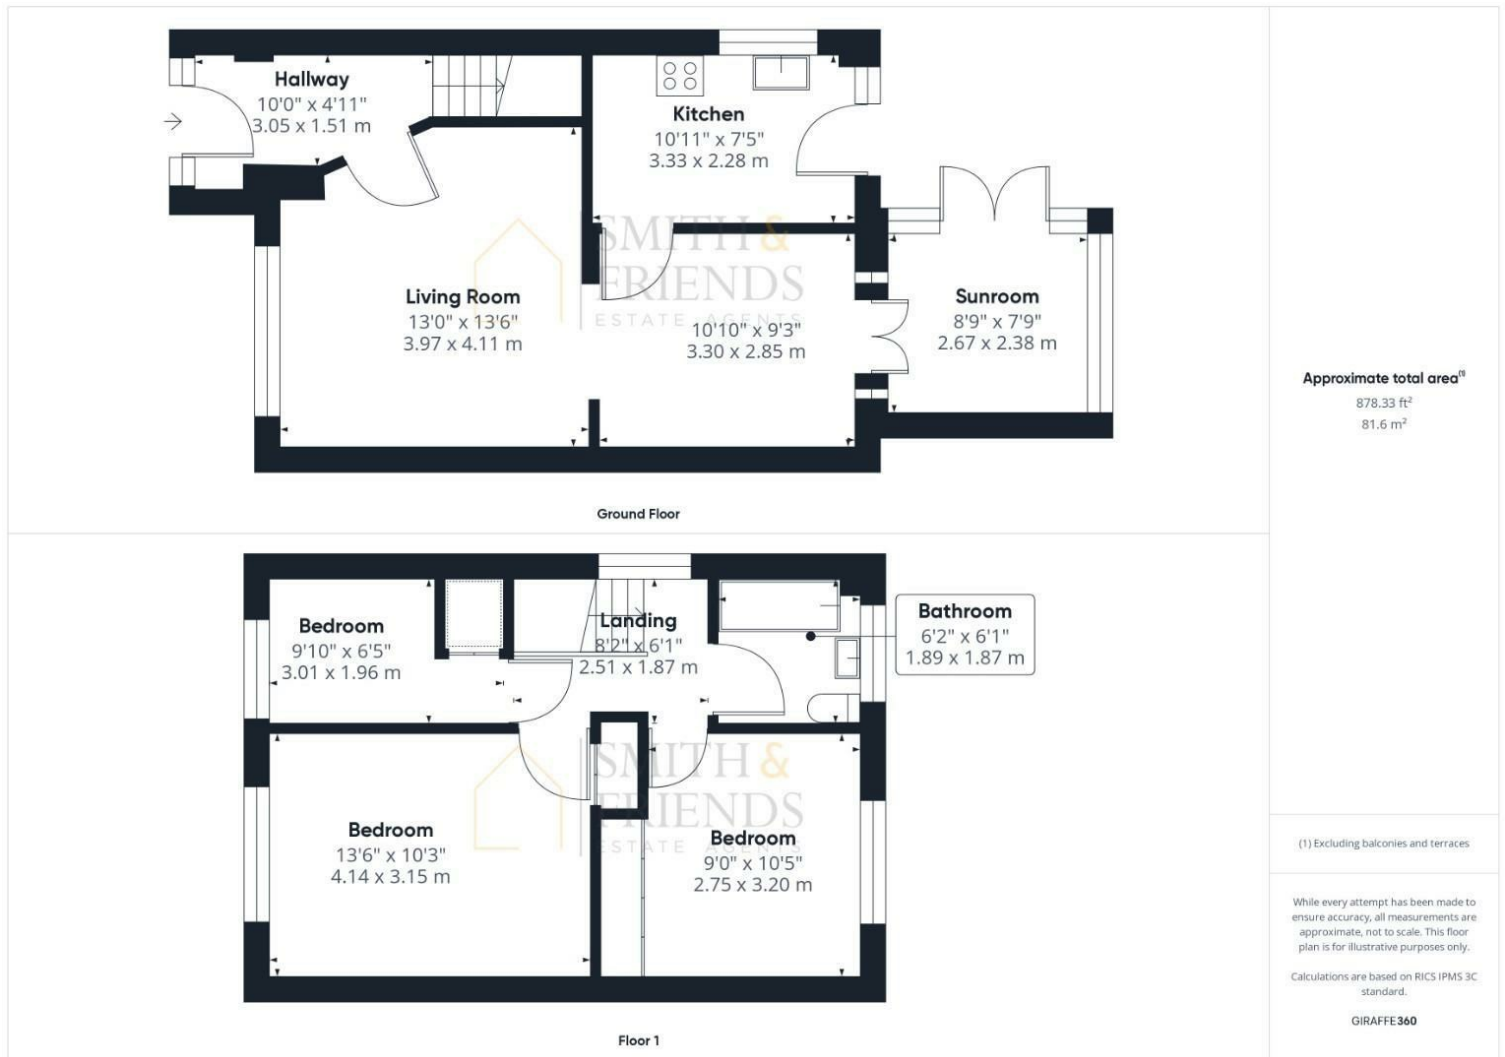 Hallway
10'0" x 4'11"
3.05 x 1.51 m
Kitchen
10'11" x 7'5"
3.33 x 2.28 m
SMITH &
FRIENDS
ESTATE AGENTS
Living Room
13'0" x 13'6"
3.97 x 4.11 m
10'10" x 9'3"
3.30 x 2.85 m
Sunroom
8'9" x 7'9"
2.67 x 2.38 m
Ground Floor
Bedroom
9'10" x 6'5"
3.01 x 1.96 m
Landing
8'2" x 6'1"
2.51 x 1.87 m
Bathroom
6'2" x 6'1"
1.89 x 1.87 m
SMITH &
FRIENDS
ESTATE AGENTS
Bedroom
13'6" x 10'3"
4.14 x 3.15 m
Bedroom
9'0" x 10'5"
2.75 x 3.20 m
Floor 1
Approximate total area⁽¹⁾
878.33 ft²
81.6 m²
(1) Excluding balconies and terraces
While every attempt has been made to
ensure accuracy, all measurements are
approximate, not to scale. This floor
plan is for illustrative purposes only.
Calculations are based on RICS IPMS 3C
standard.
GIRAFFE360